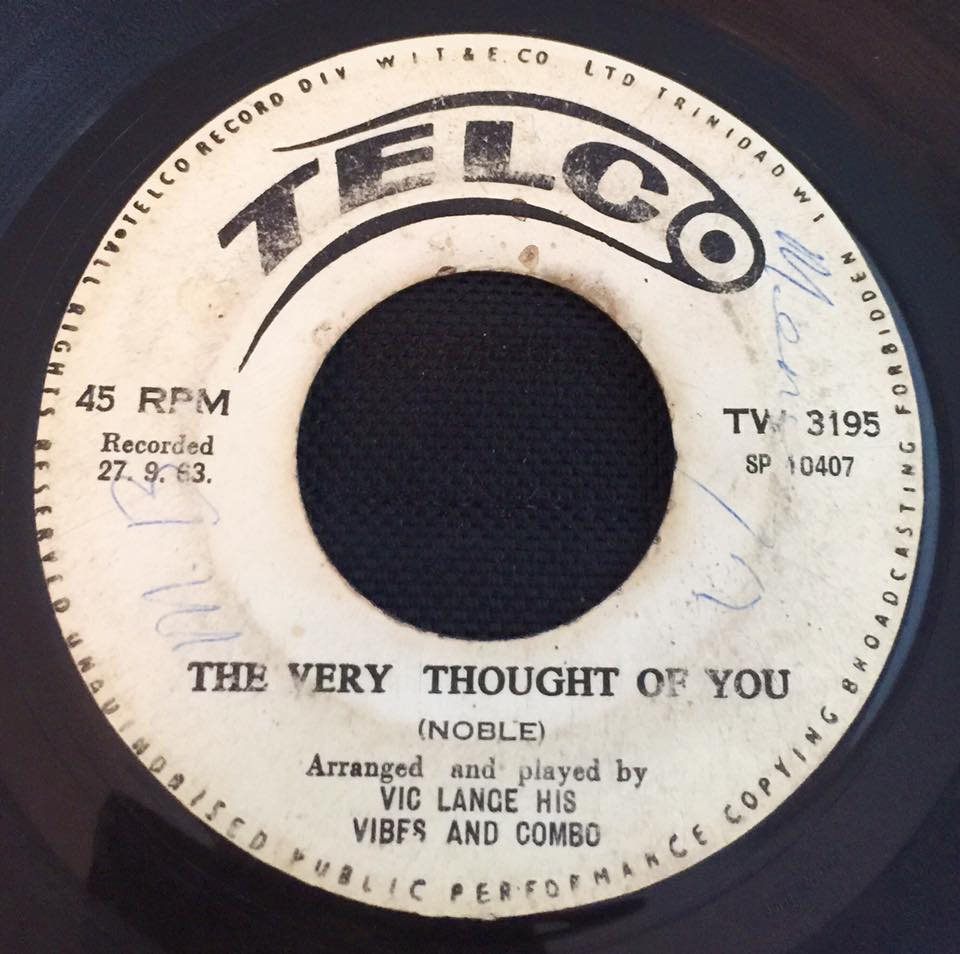 TELCO RECORD DIV W.I.T. & E. CO LTD TRINIDAD W I
ALL RIGHTS RESERVED UNAUTHORISED PUBLIC PERFORMANCE COPYING BROADCASTING FORBIDDEN
TELCO
45 RPM
Recorded
27. 9. 63.
TW 3195
SP 10407
THE VERY THOUGHT OF YOU
(NOBLE)
Arranged and played by
VIC LANCE HIS
VIBES AND COMBO